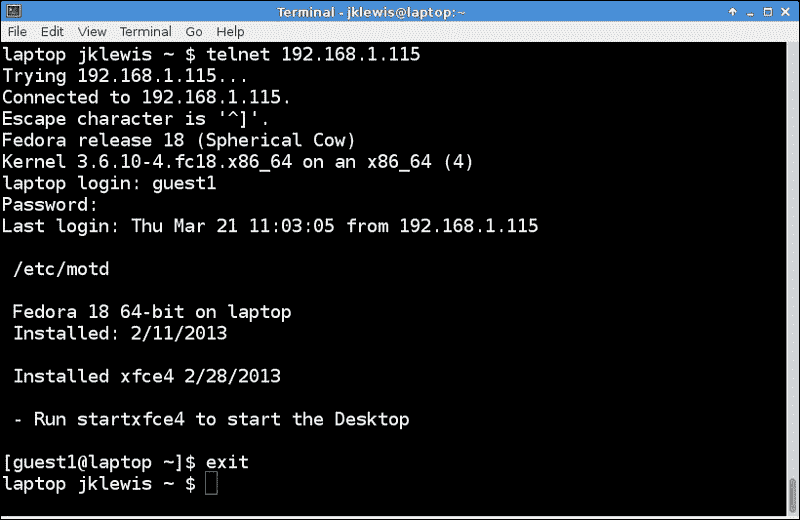 Terminal - jklewis@laptop:~
File Edit View Terminal Go Help
laptop jklewis ~ $ telnet 192.168.1.115
Trying 192.168.1.115...
Connected to 192.168.1.115.
Escape character is '^]'.
Fedora release 18 (Spherical Cow)
Kernel 3.6.10-4.fc18.x86_64 on an x86_64 (4)
laptop login: guest1
Password:
Last login: Thu Mar 21 11:03:05 from 192.168.1.115
/etc/motd
Fedora 18 64-bit on laptop
Installed: 2/11/2013
Installed xfce4 2/28/2013
- Run startxfce4 to start the Desktop
[guest1@laptop ~]$ exit
laptop jklewis ~ $